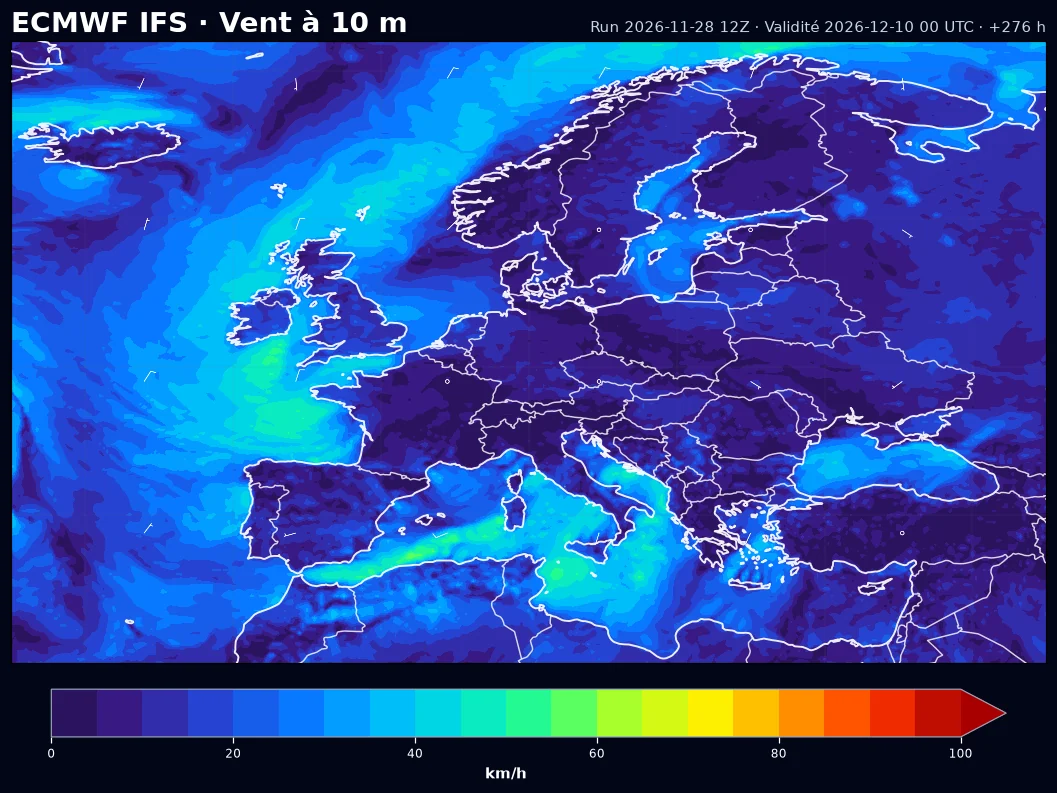 ECMWF IFS · Vent à 10 m
Run 2026-11-28 12Z · Validité 2026-12-10 00 UTC · +276 h
0 20 40 60 80 100
km/h